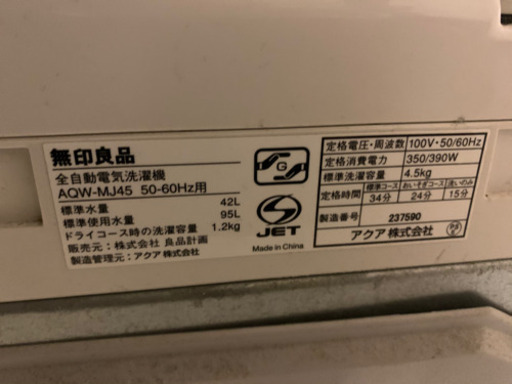 無印良品
全自動電気洗濯機
AQW-MJ45 50-60Hz用
標準水量 42L
標準使用水量 95L
ドライコース時の洗濯容量 1.2kg
販売元：株式会社 良品計画
製造管理元：アクア株式会社
G
JET
Made in China
定格電圧・周波数 100V・50/60Hz
定格消費電力 350/390W
標準洗濯容量 4.5kg
定格時間 標準コース おいそぎコース 洗いのみ
34分 24分 15分
製造番号 237590
アクア 株式会社